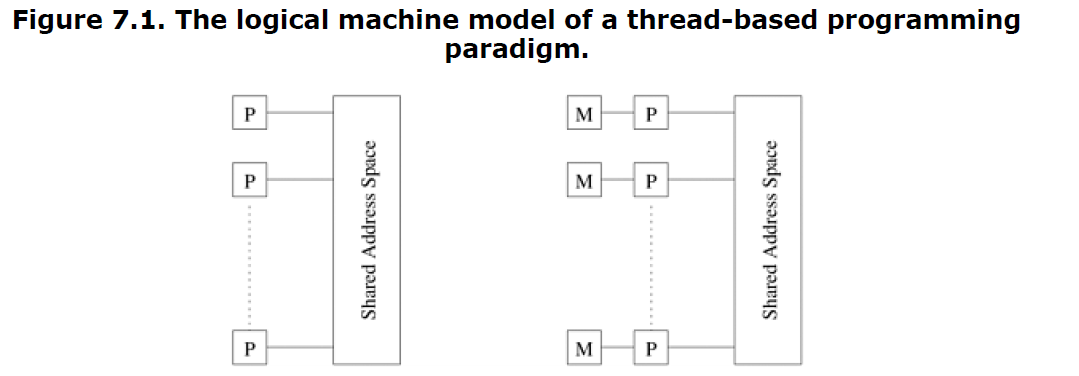 Figure 7.1. The logical machine model of a thread-based programming
paradigm.
P
P
P
Shared Address Space
M P
M P
M P
Shared Address Space